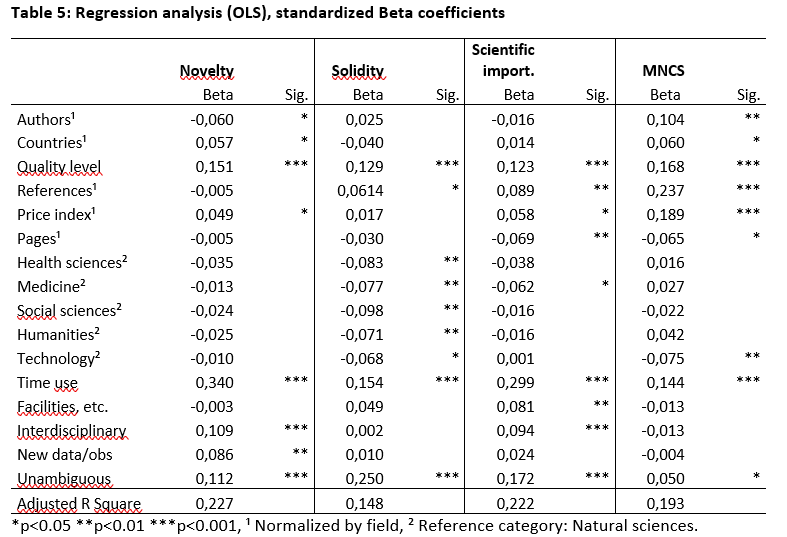 Table 5: Regression analysis (OLS), standardized Beta coefficients
Novelty Solidity Scientific import. MNCS
Beta Sig. Beta Sig. Beta Sig. Beta Sig.
Authors¹ -0,060 * 0,025 -0,016 0,104 **
Countries¹ 0,057 * -0,040 0,014 0,060 *
Quality level 0,151 *** 0,129 *** 0,123 *** 0,168 ***
References¹ -0,005 0,0614 * 0,089 ** 0,237 ***
Price index¹ 0,049 * 0,017 0,058 * 0,189 ***
Pages¹ -0,005 -0,030 -0,069 ** -0,065 *
Health sciences² -0,035 -0,083 ** -0,038 0,016
Medicine² -0,013 -0,077 ** -0,062 * 0,027
Social sciences² -0,024 -0,098 ** -0,016 -0,022
Humanities² -0,025 -0,071 ** -0,016 0,042
Technology² -0,010 -0,068 * 0,001 -0,075 **
Time use 0,340 *** 0,154 *** 0,299 *** 0,144 ***
Facilities, etc. -0,003 0,049 0,081 ** -0,013
Interdisciplinary 0,109 *** 0,002 0,094 *** -0,013
New data/obs 0,086 ** 0,010 0,024 -0,004
Unambiguous 0,112 *** 0,250 *** 0,172 *** 0,050 *
Adjusted R Square 0,227 0,148 0,222 0,193
*p<0.05 **p<0.01 ***p<0.001, ¹ Normalized by field, ² Reference category: Natural sciences.